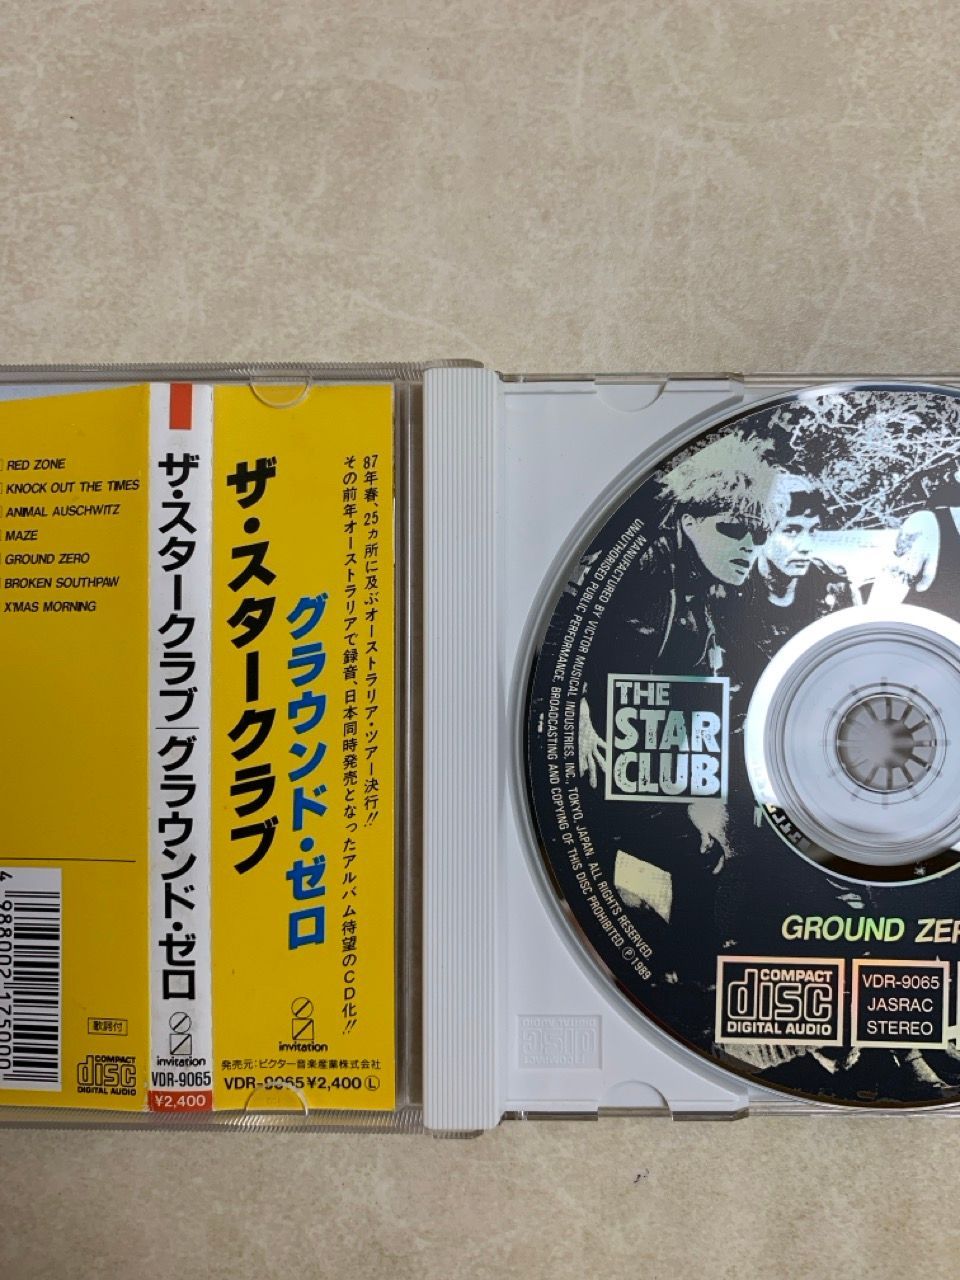 RED ZONE
KNOCK OUT THE TIMES
ANIMAL AUSCHWITZ
MAZE
GROUND ZERO
BROKEN SOUTHPAW
X'MAS MORNING
4 988002 175000
歌詞付
COMPACT
disc
DIGITAL AUDIO
ザ・スタークラブ│グラウンド・ゼロ
invitation
VDR-9065
¥2,400
87年春、25ヵ所に及ぶオーストラリア・ツアー決行!!
その前年オーストラリアで録音、日本同時発売となったアルバム待望のCD化!!
グラウンド・ゼロ
ザ・スタークラブ
invitation
発売元:ビクター音楽産業株式会社
VDR-9065¥2,400Ⓛ
MANUFACTURED BY VICTOR MUSICAL INDUSTRIES, INC., TOKYO, JAPAN. ALL RIGHTS RESERVED.
UNAUTHORISED PUBLIC PERFORMANCE, BROADCASTING AND COPYING OF THIS DISC PROHIBITED. Ⓟ1989
THE
STAR
CLUB
GROUND ZER
COMPACT
disc
DIGITAL AUDIO
VDR-9065
JASRAC
STEREO